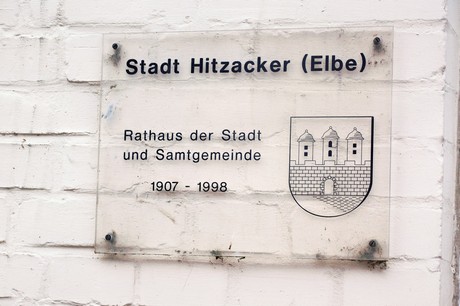 Stadt Hitzacker (Elbe)
Rathaus der Stadt
und Samtgemeinde
1907 - 1998